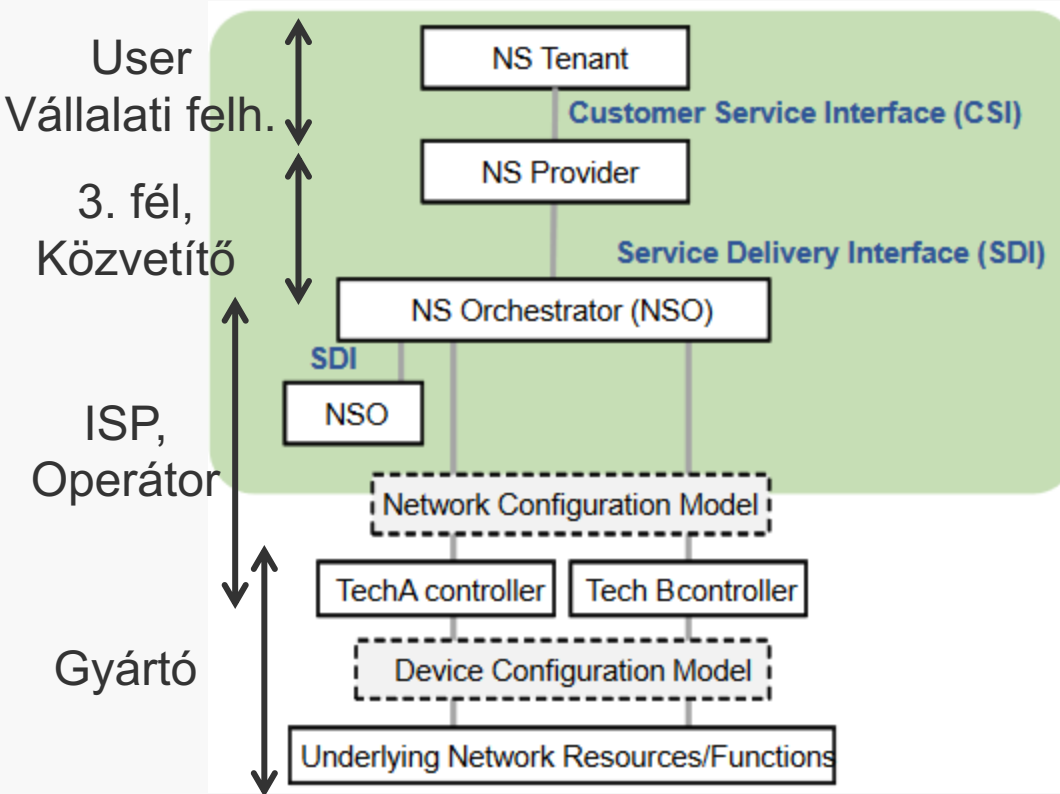 User
Vállalati felh.
3. fél,
Közvetítő
ISP,
Operátor
Gyártó
NS Tenant
Customer Service Interface (CSI)
NS Provider
Service Delivery Interface (SDI)
NS Orchestrator (NSO)
SDI
NSO
Network Configuration Model
TechA controller
Tech Bcontroller
Device Configuration Model
Underlying Network Resources/Functions